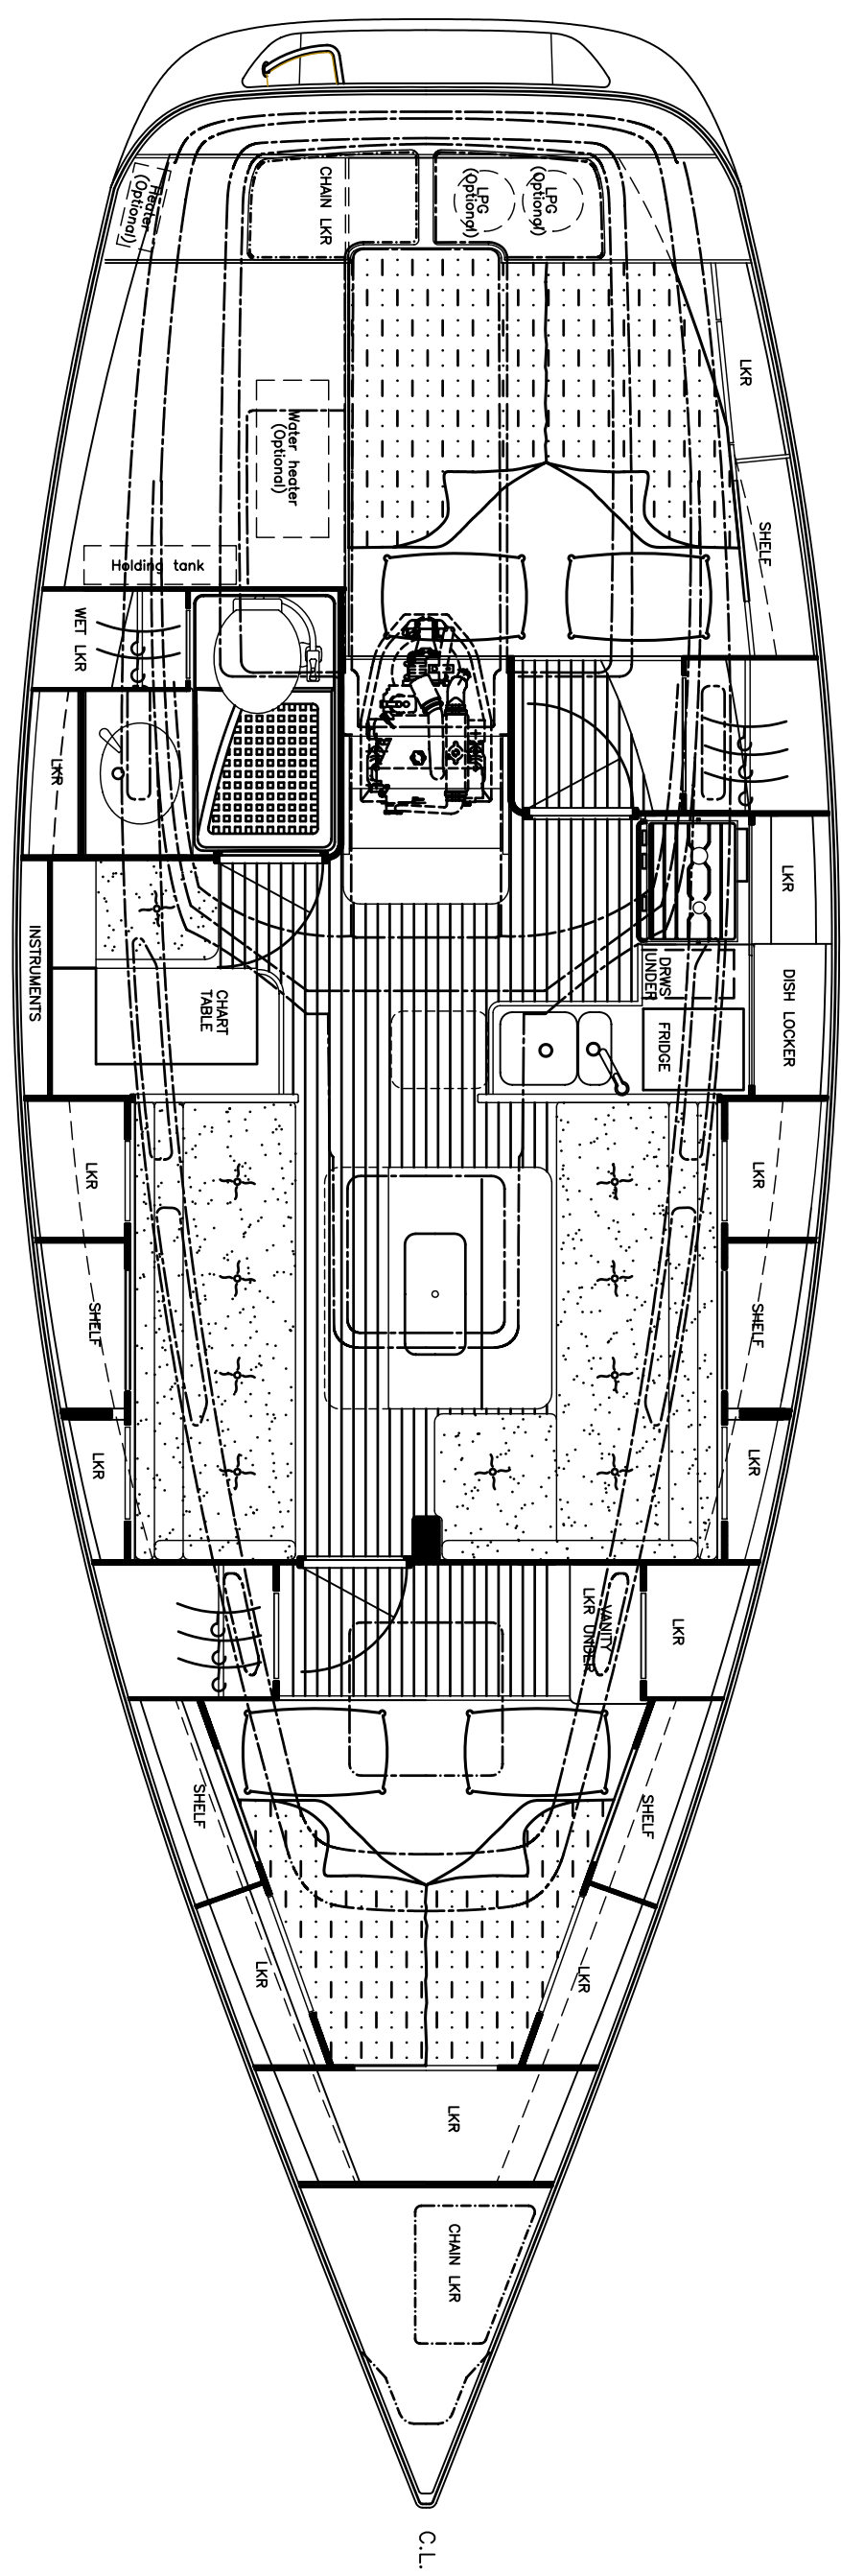 Heater
(Optional)
CHAIN LKR
LPG
(Optional)
LPG
(Optional)
LKR
Water heater
(Optional)
SHELF
Holding tank
WET LKR
LKR
LKR
INSTRUMENTS
DRWS
UNDER
DISH LOCKER
CHART
TABLE
FRIDGE
LKR
LKR
SHELF
SHELF
LKR
LKR
VANITY
LKR UNDER
LKR
SHELF
SHELF
LKR
LKR
LKR
CHAIN LKR
C.L.